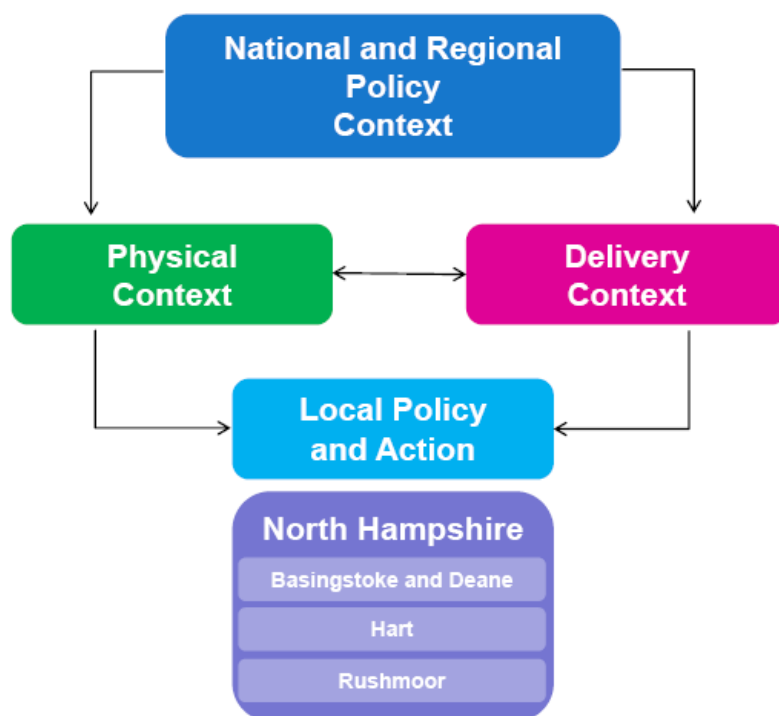 National and Regional
Policy
Context
Physical
Context
Delivery
Context
Local Policy
and Action
North Hampshire
Basingstoke and Deane
Hart
Rushmoor